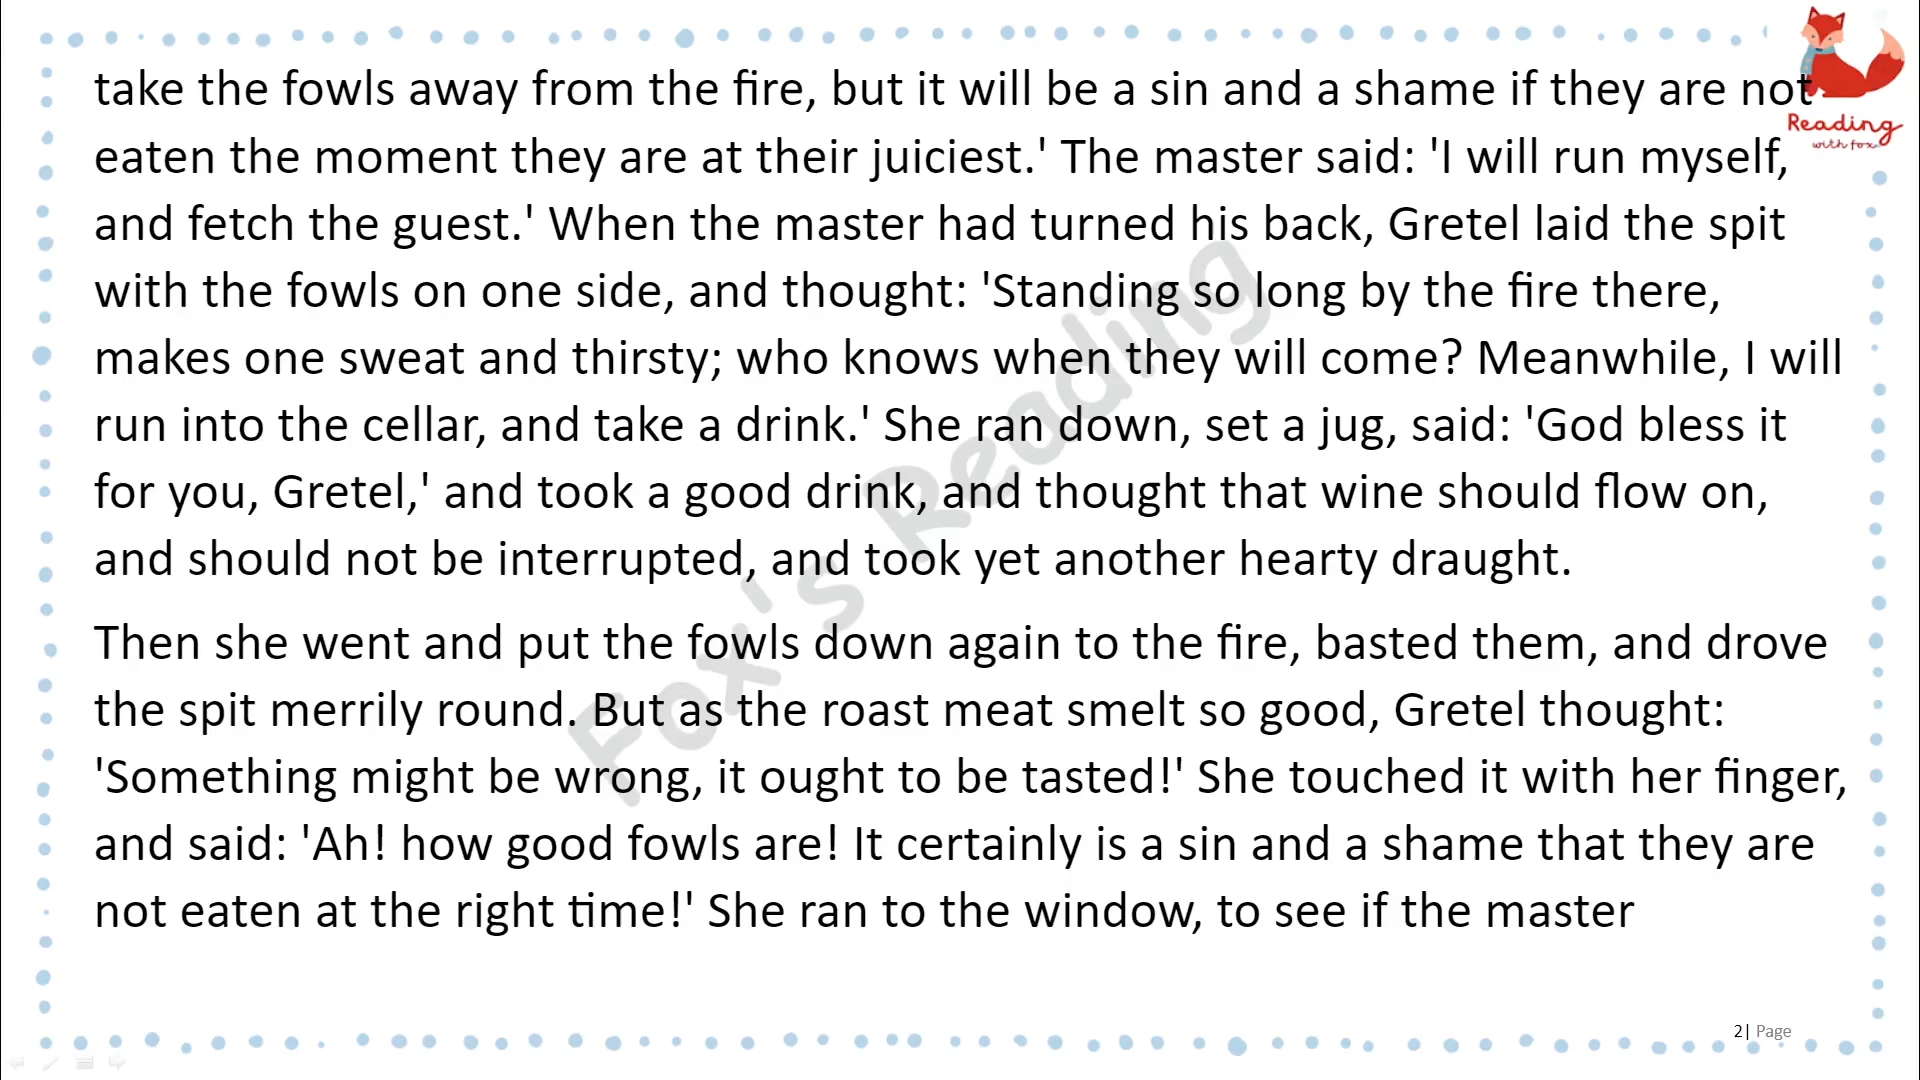 take the fowls away from the fire, but it will be a sin and a shame if they are not
eaten the moment they are at their juiciest.' The master said: 'I will run myself,
and fetch the guest.' When the master had turned his back, Gretel laid the spit
with the fowls on one side, and thought: 'Standing so long by the fire there,
makes one sweat and thirsty; who knows when they will come? Meanwhile, I will
run into the cellar, and take a drink.' She ran down, set a jug, said: 'God bless it
for you, Gretel,' and took a good drink, and thought that wine should flow on,
and should not be interrupted, and took yet another hearty draught.
Then she went and put the fowls down again to the fire, basted them, and drove
the spit merrily round. But as the roast meat smelt so good, Gretel thought:
'Something might be wrong, it ought to be tasted!' She touched it with her finger,
and said: 'Ah! how good fowls are! It certainly is a sin and a shame that they are
not eaten at the right time!' She ran to the window, to see if the master
Reading
with fox
Fox's Reading
2| Page